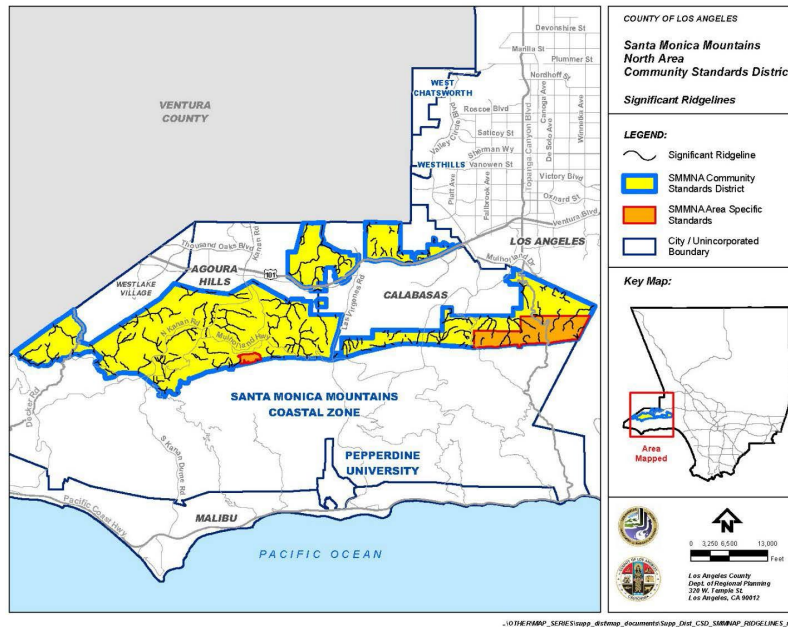 COUNTY OF LOS ANGELES
Santa Monica Mountains
North Area
Community Standards Distric
Significant Ridgelines
LEGEND:
Significant Ridgeline
SMMNA Community
Standards District
SMMNA Area Specific
Standards
City / Unincorporated
Boundary
Key Map:
Area
Mapped
N
0 3,250 6,500 13,000
Feet
Los Angeles County
Dept. of Regional Planning
320 W. Temple St.
Los Angeles, CA 90012
VENTURA
COUNTY
WEST
CHATSWORTH
WESTHILLS
Devonshire St
Marilla St
Plummer St
Nordhoff St
Roscoe Blvd
Saticoy St
Sherman Wy
Vanowen St
Victory Blvd
Oxnard St
Ventura Blvd
Valley Circle Blvd
Platt Ave
Fallbrook Ave
Topanga Canyon Blvd
De Soto Ave
Canoga Ave
Winnetka Ave
LOS ANGELES
Mulholland Dr
Thousand Oaks Blvd
Kanan Rd
101
AGOURA
HILLS
WESTLAKE
VILLAGE
CALABASAS
Las Virgenes Rd
N Kanan Rd
Mulholland Hwy
Decker Rd
SANTA MONICA MOUNTAINS
COASTAL ZONE
S Kanan Dume Rd
PEPPERDINE
UNIVERSITY
Pacific Coast Hwy
MALIBU
PACIFIC OCEAN